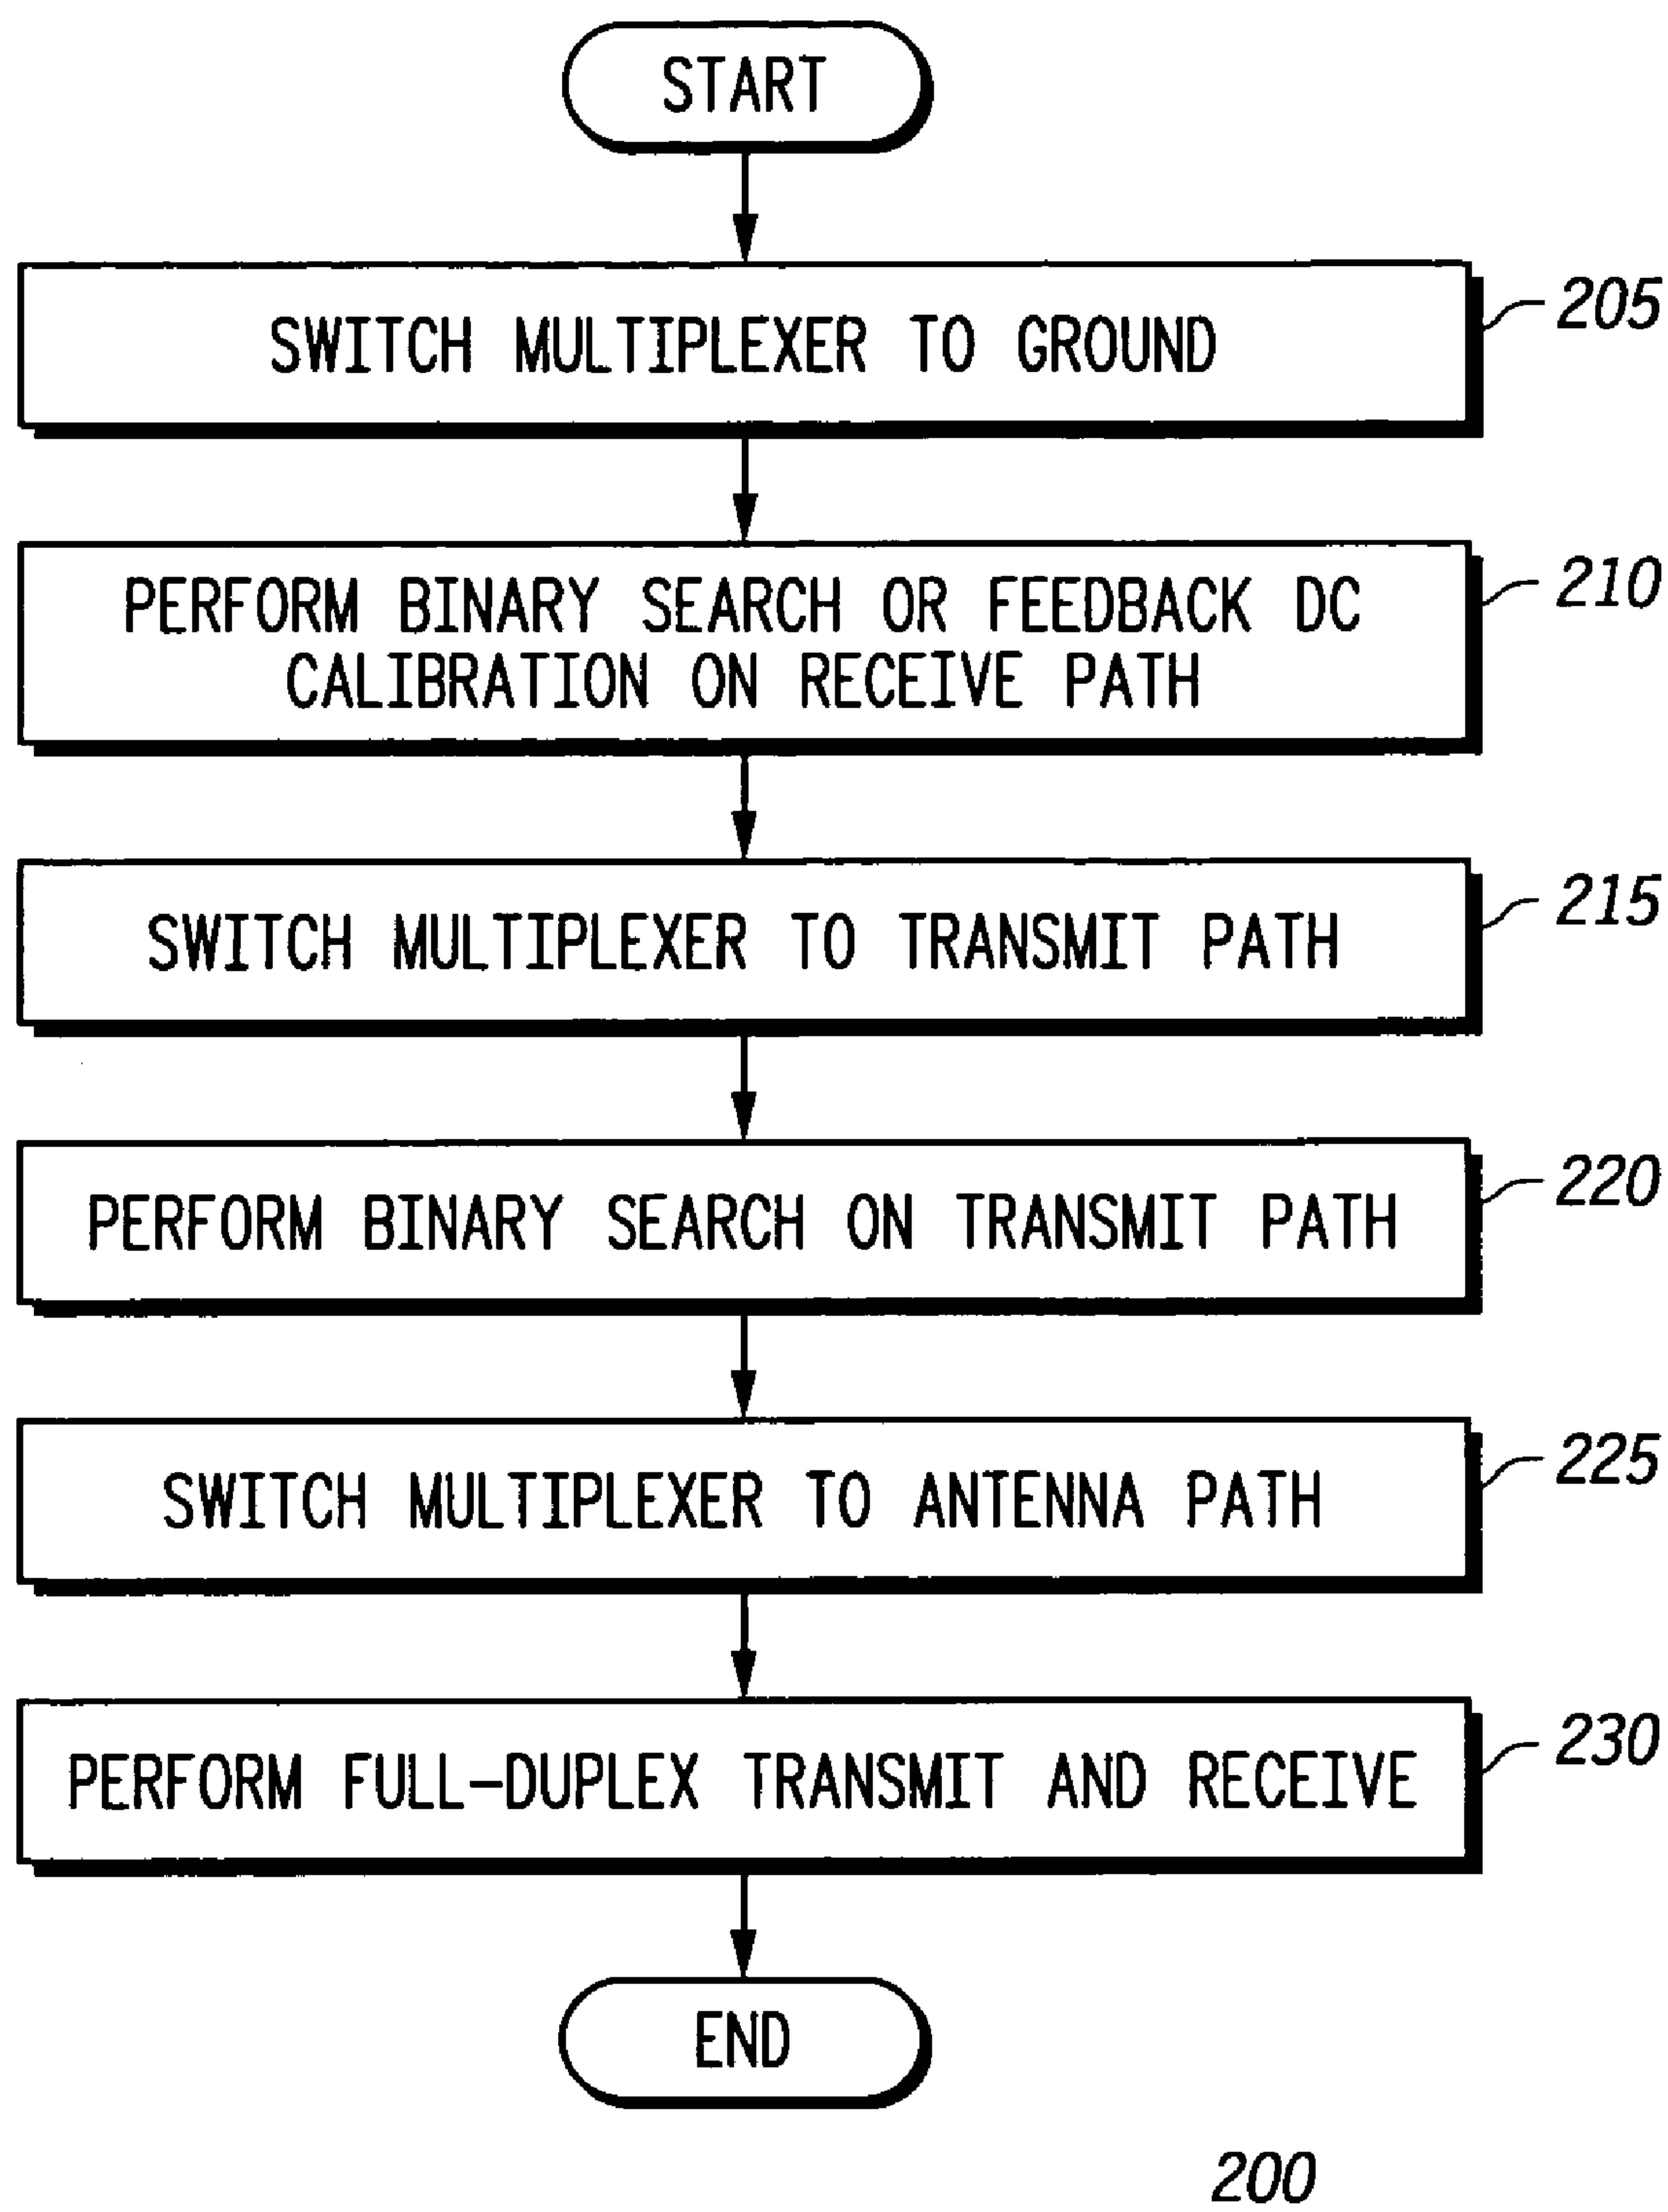 START
SWITCH MULTIPLEXER TO GROUND
205
PERFORM BINARY SEARCH OR FEEDBACK DC
CALIBRATION ON RECEIVE PATH
210
SWITCH MULTIPLEXER TO TRANSMIT PATH
215
PERFORM BINARY SEARCH ON TRANSMIT PATH
220
SWITCH MULTIPLEXER TO ANTENNA PATH
225
PERFORM FULL-DUPLEX TRANSMIT AND RECEIVE
230
END
200